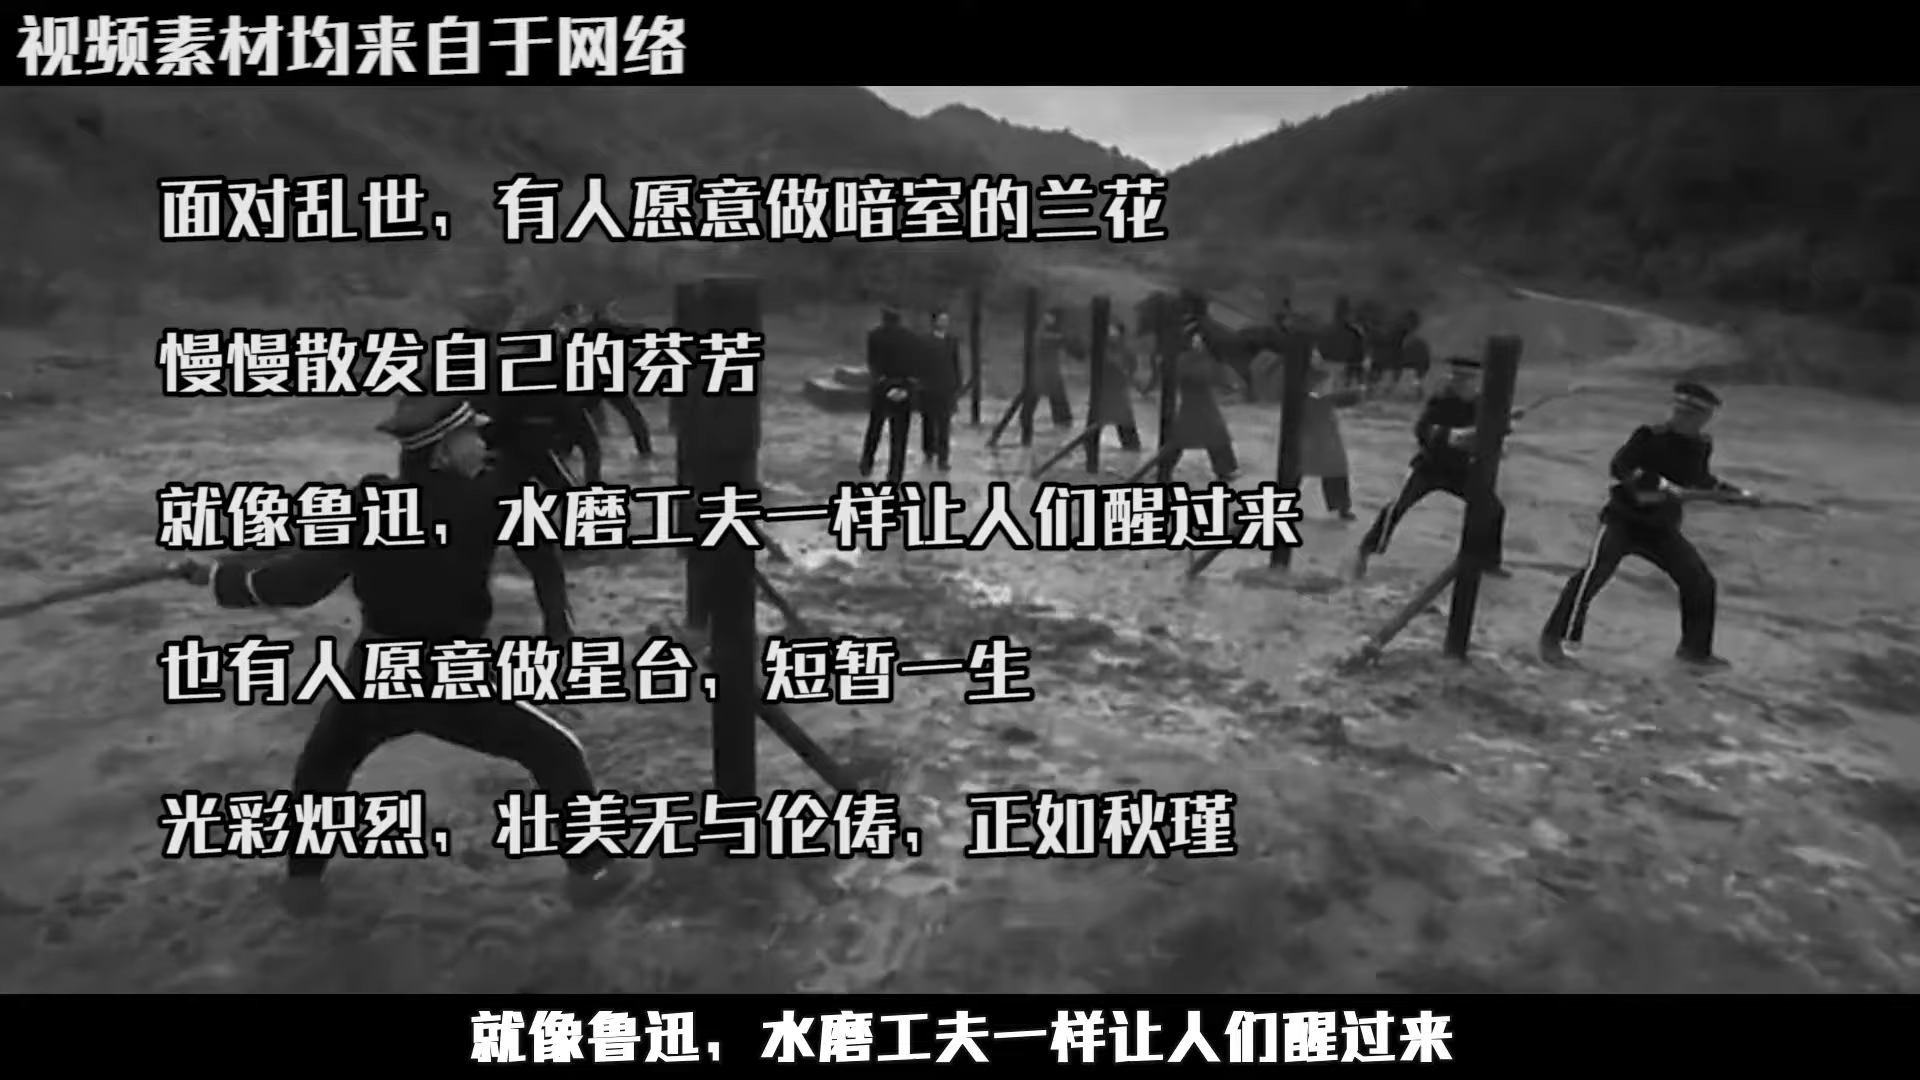 视频素材均来自于网络
面对乱世，有人愿意做暗室的兰花
慢慢散发自己的芬芳
就像鲁迅，水磨工夫一样让人们醒过来
也有人愿意做星台，短暂一生
光彩炽烈，壮美无与伦俦，正如秋瑾
就像鲁迅，水磨工夫一样让人们醒过来